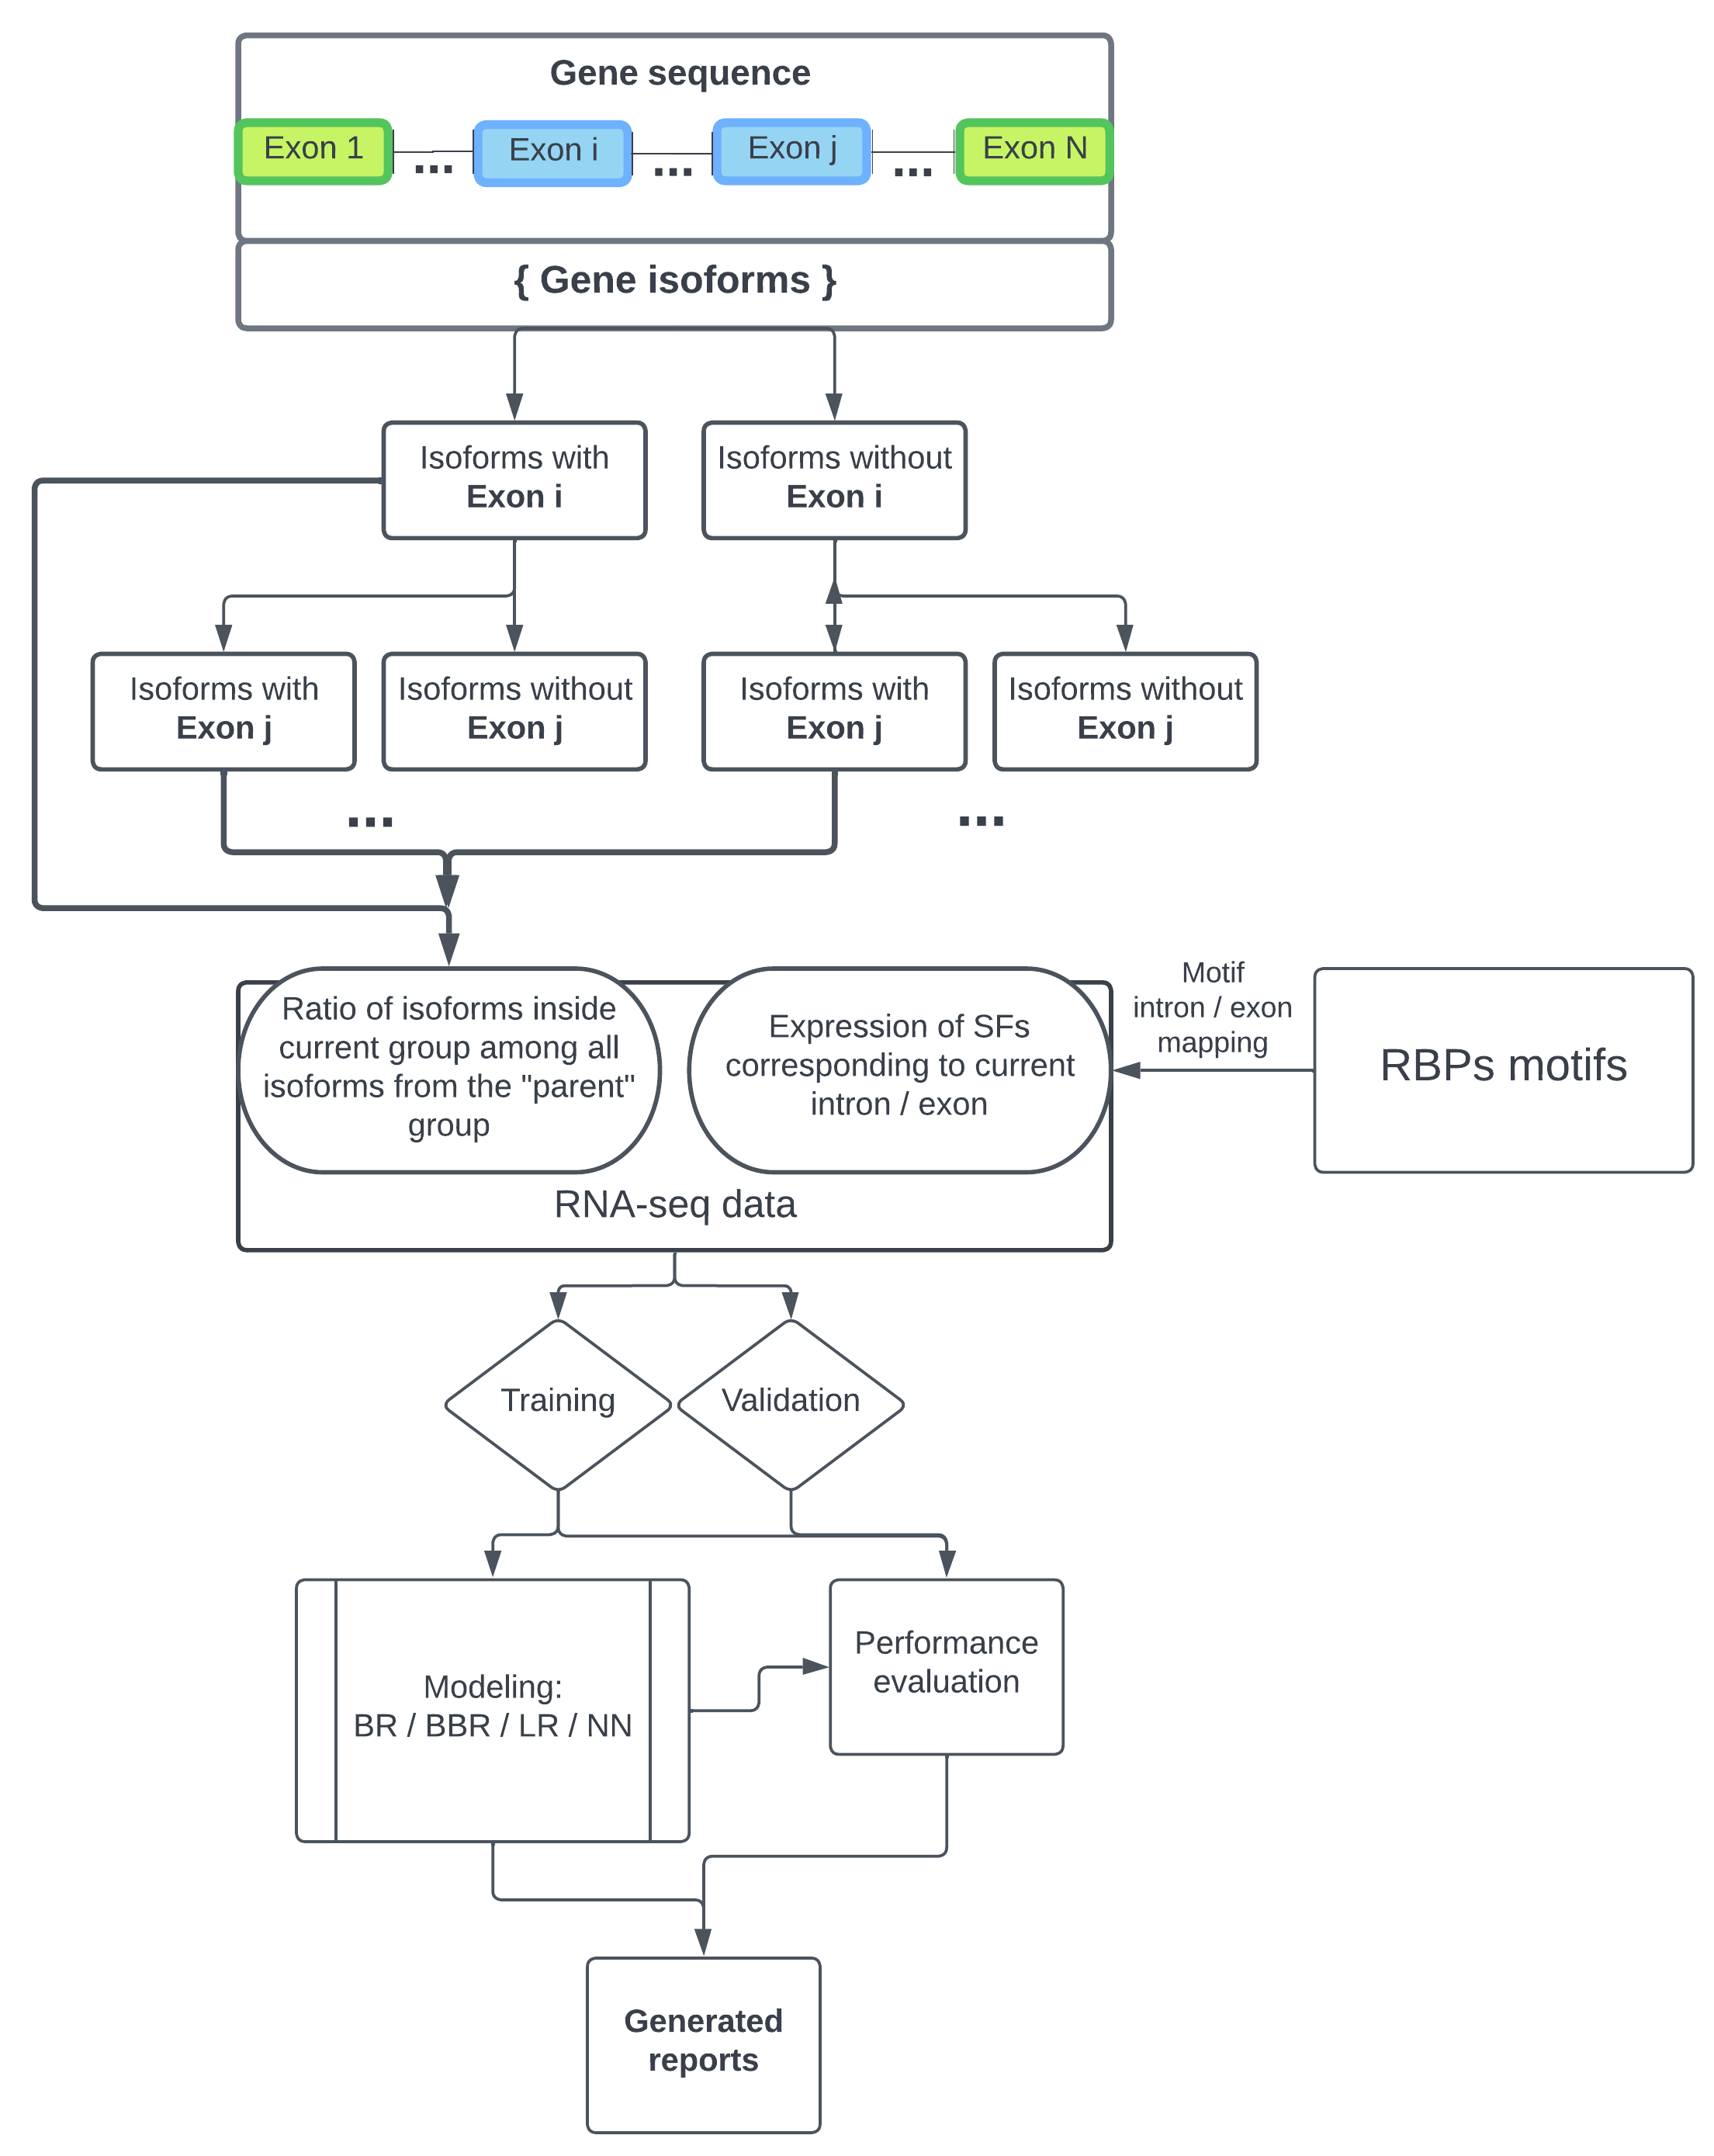 Gene sequence
Exon 1
...
Exon i
...
Exon j
...
Exon N
{ Gene isoforms }
Isoforms with
Exon i
Isoforms without
Exon i
Isoforms with
Exon j
Isoforms without
Exon j
Isoforms with
Exon j
Isoforms without
Exon j
...
...
Ratio of isoforms inside
current group among all
isoforms from the "parent"
group
Expression of SFs
corresponding to current
intron / exon
Motif
intron / exon
mapping
RBPs motifs
RNA-seq data
Training
Validation
Modeling:
BR / BBR / LR / NN
Performance
evaluation
Generated
reports